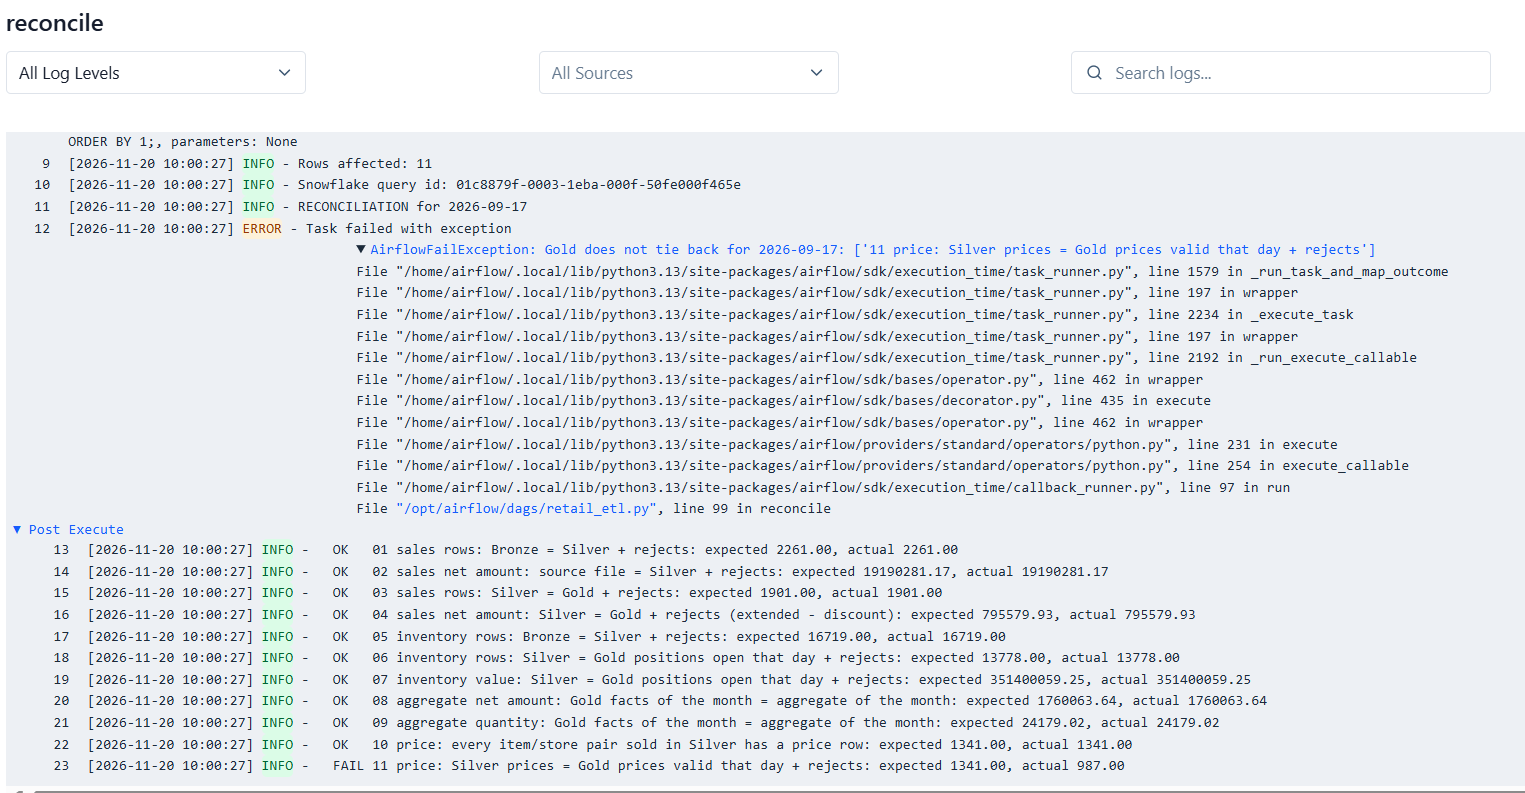 reconcile
All Log Levels
All Sources
Search logs...
ORDER BY 1;, parameters: None
9 [2026-11-20 10:00:27] INFO - Rows affected: 11
10 [2026-11-20 10:00:27] INFO - Snowflake query id: 01c8879f-0003-1eba-000f-50fe000f465e
11 [2026-11-20 10:00:27] INFO - RECONCILIATION for 2026-09-17
12 [2026-11-20 10:00:27] ERROR - Task failed with exception
▼ AirflowFailException: Gold does not tie back for 2026-09-17: ['11 price: Silver prices = Gold prices valid that day + rejects']
File "/home/airflow/.local/lib/python3.13/site-packages/airflow/sdk/execution_time/task_runner.py", line 1579 in _run_task_and_map_outcome
File "/home/airflow/.local/lib/python3.13/site-packages/airflow/sdk/execution_time/task_runner.py", line 197 in wrapper
File "/home/airflow/.local/lib/python3.13/site-packages/airflow/sdk/execution_time/task_runner.py", line 2234 in _execute_task
File "/home/airflow/.local/lib/python3.13/site-packages/airflow/sdk/execution_time/task_runner.py", line 197 in wrapper
File "/home/airflow/.local/lib/python3.13/site-packages/airflow/sdk/execution_time/task_runner.py", line 2192 in _run_execute_callable
File "/home/airflow/.local/lib/python3.13/site-packages/airflow/sdk/bases/operator.py", line 462 in wrapper
File "/home/airflow/.local/lib/python3.13/site-packages/airflow/sdk/bases/decorator.py", line 435 in execute
File "/home/airflow/.local/lib/python3.13/site-packages/airflow/sdk/bases/operator.py", line 462 in wrapper
File "/home/airflow/.local/lib/python3.13/site-packages/airflow/providers/standard/operators/python.py", line 231 in execute
File "/home/airflow/.local/lib/python3.13/site-packages/airflow/providers/standard/operators/python.py", line 254 in execute_callable
File "/home/airflow/.local/lib/python3.13/site-packages/airflow/sdk/execution_time/callback_runner.py", line 97 in run
File "/opt/airflow/dags/retail_etl.py", line 99 in reconcile
▼ Post Execute
13 [2026-11-20 10:00:27] INFO - OK 01 sales rows: Bronze = Silver + rejects: expected 2261.00, actual 2261.00
14 [2026-11-20 10:00:27] INFO - OK 02 sales net amount: source file = Silver + rejects: expected 19190281.17, actual 19190281.17
15 [2026-11-20 10:00:27] INFO - OK 03 sales rows: Silver = Gold + rejects: expected 1901.00, actual 1901.00
16 [2026-11-20 10:00:27] INFO - OK 04 sales net amount: Silver = Gold + rejects (extended - discount): expected 795579.93, actual 795579.93
17 [2026-11-20 10:00:27] INFO - OK 05 inventory rows: Bronze = Silver + rejects: expected 16719.00, actual 16719.00
18 [2026-11-20 10:00:27] INFO - OK 06 inventory rows: Silver = Gold positions open that day + rejects: expected 13778.00, actual 13778.00
19 [2026-11-20 10:00:27] INFO - OK 07 inventory value: Silver = Gold positions open that day + rejects: expected 351400059.25, actual 351400059.25
20 [2026-11-20 10:00:27] INFO - OK 08 aggregate net amount: Gold facts of the month = aggregate of the month: expected 1760063.64, actual 1760063.64
21 [2026-11-20 10:00:27] INFO - OK 09 aggregate quantity: Gold facts of the month = aggregate of the month: expected 24179.02, actual 24179.02
22 [2026-11-20 10:00:27] INFO - OK 10 price: every item/store pair sold in Silver has a price row: expected 1341.00, actual 1341.00
23 [2026-11-20 10:00:27] INFO - FAIL 11 price: Silver prices = Gold prices valid that day + rejects: expected 1341.00, actual 987.00